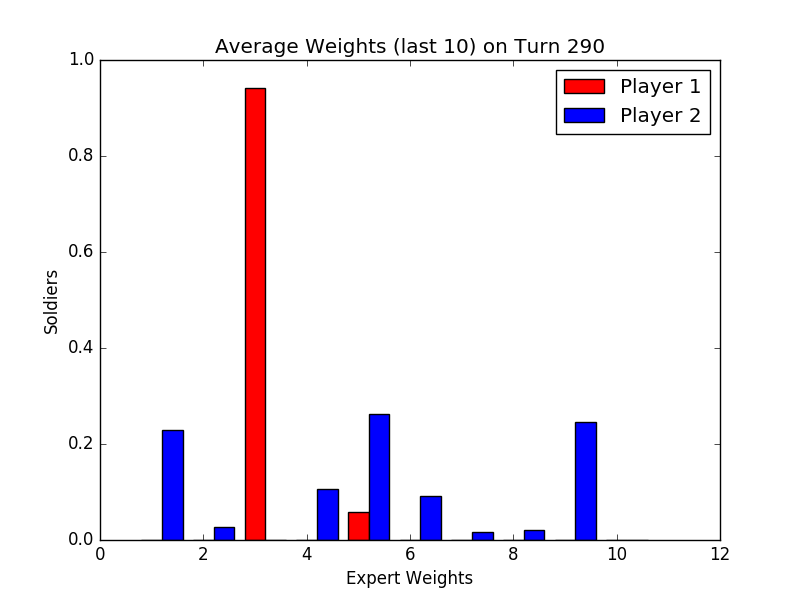 Average Weights (last 10) on Turn 290
1.0
0.8
0.6
0.4
0.2
0.0
Soldiers
Player 1
Player 2
0 2 4 6 8 10 12
Expert Weights